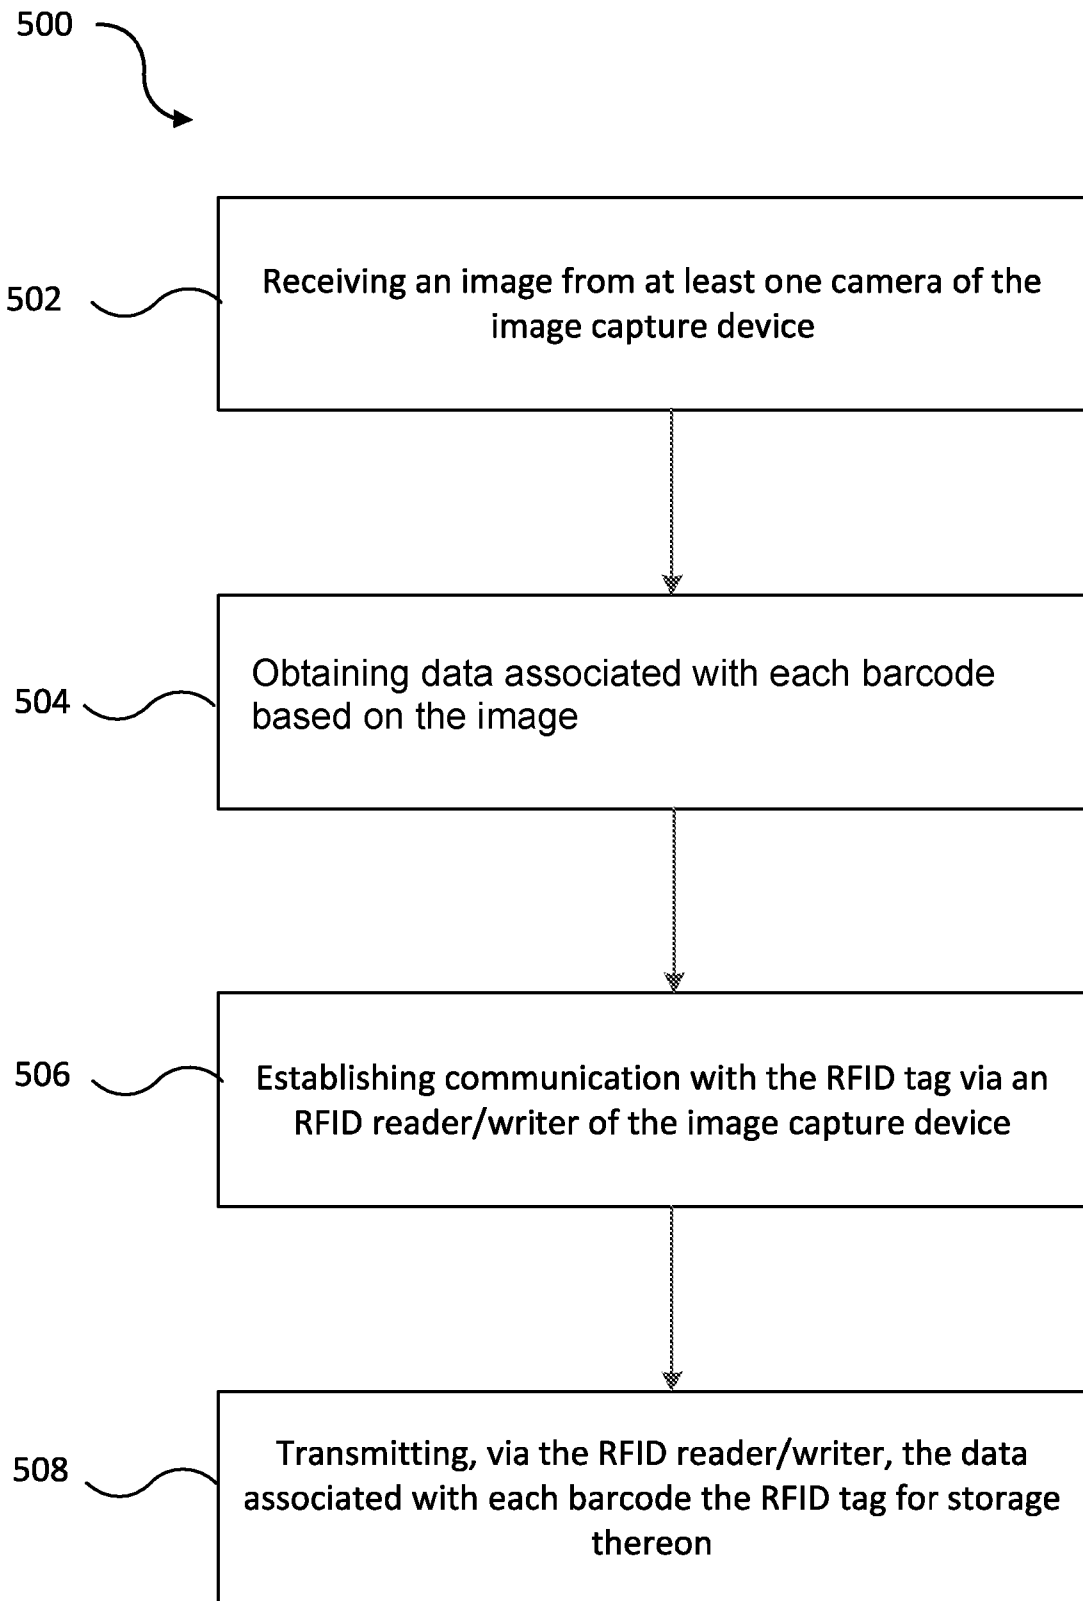 500
502
Receiving an image from at least one camera of the
image capture device
504
Obtaining data associated with each barcode
based on the image
506
Establishing communication with the RFID tag via an
RFID reader/writer of the image capture device
508
Transmitting, via the RFID reader/writer, the data
associated with each barcode the RFID tag for storage
thereon